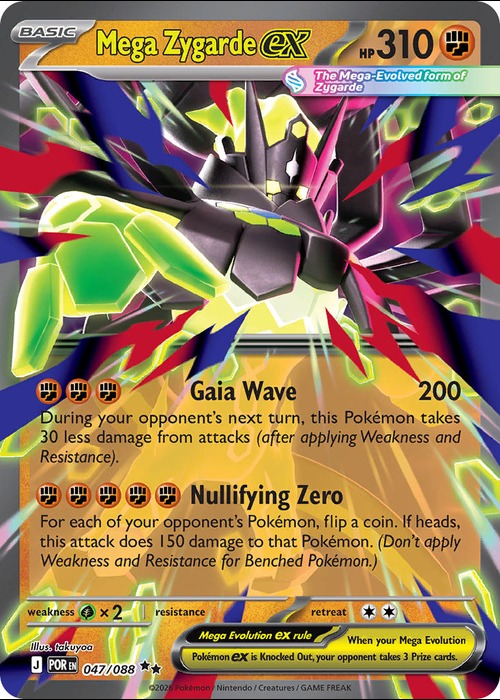 BASIC
Mega Zygarde ex HP 310
The Mega-Evolved form of
Zygarde
Gaia Wave 200
During your opponent's next turn, this Pokémon takes
30 less damage from attacks (after applying Weakness and
Resistance).
Nullifying Zero
For each of your opponent's Pokémon, flip a coin. If heads,
this attack does 150 damage to that Pokémon. (Don't apply
Weakness and Resistance for Benched Pokémon.)
weakness ×2 resistance retreat
Mega Evolution ex rule
When your Mega Evolution
Pokémon ex is Knocked Out, your opponent takes 3 Prize cards.
Illus. takuyoa
J POR EN 047/088
©2026 Pokémon / Nintendo / Creatures / GAME FREAK